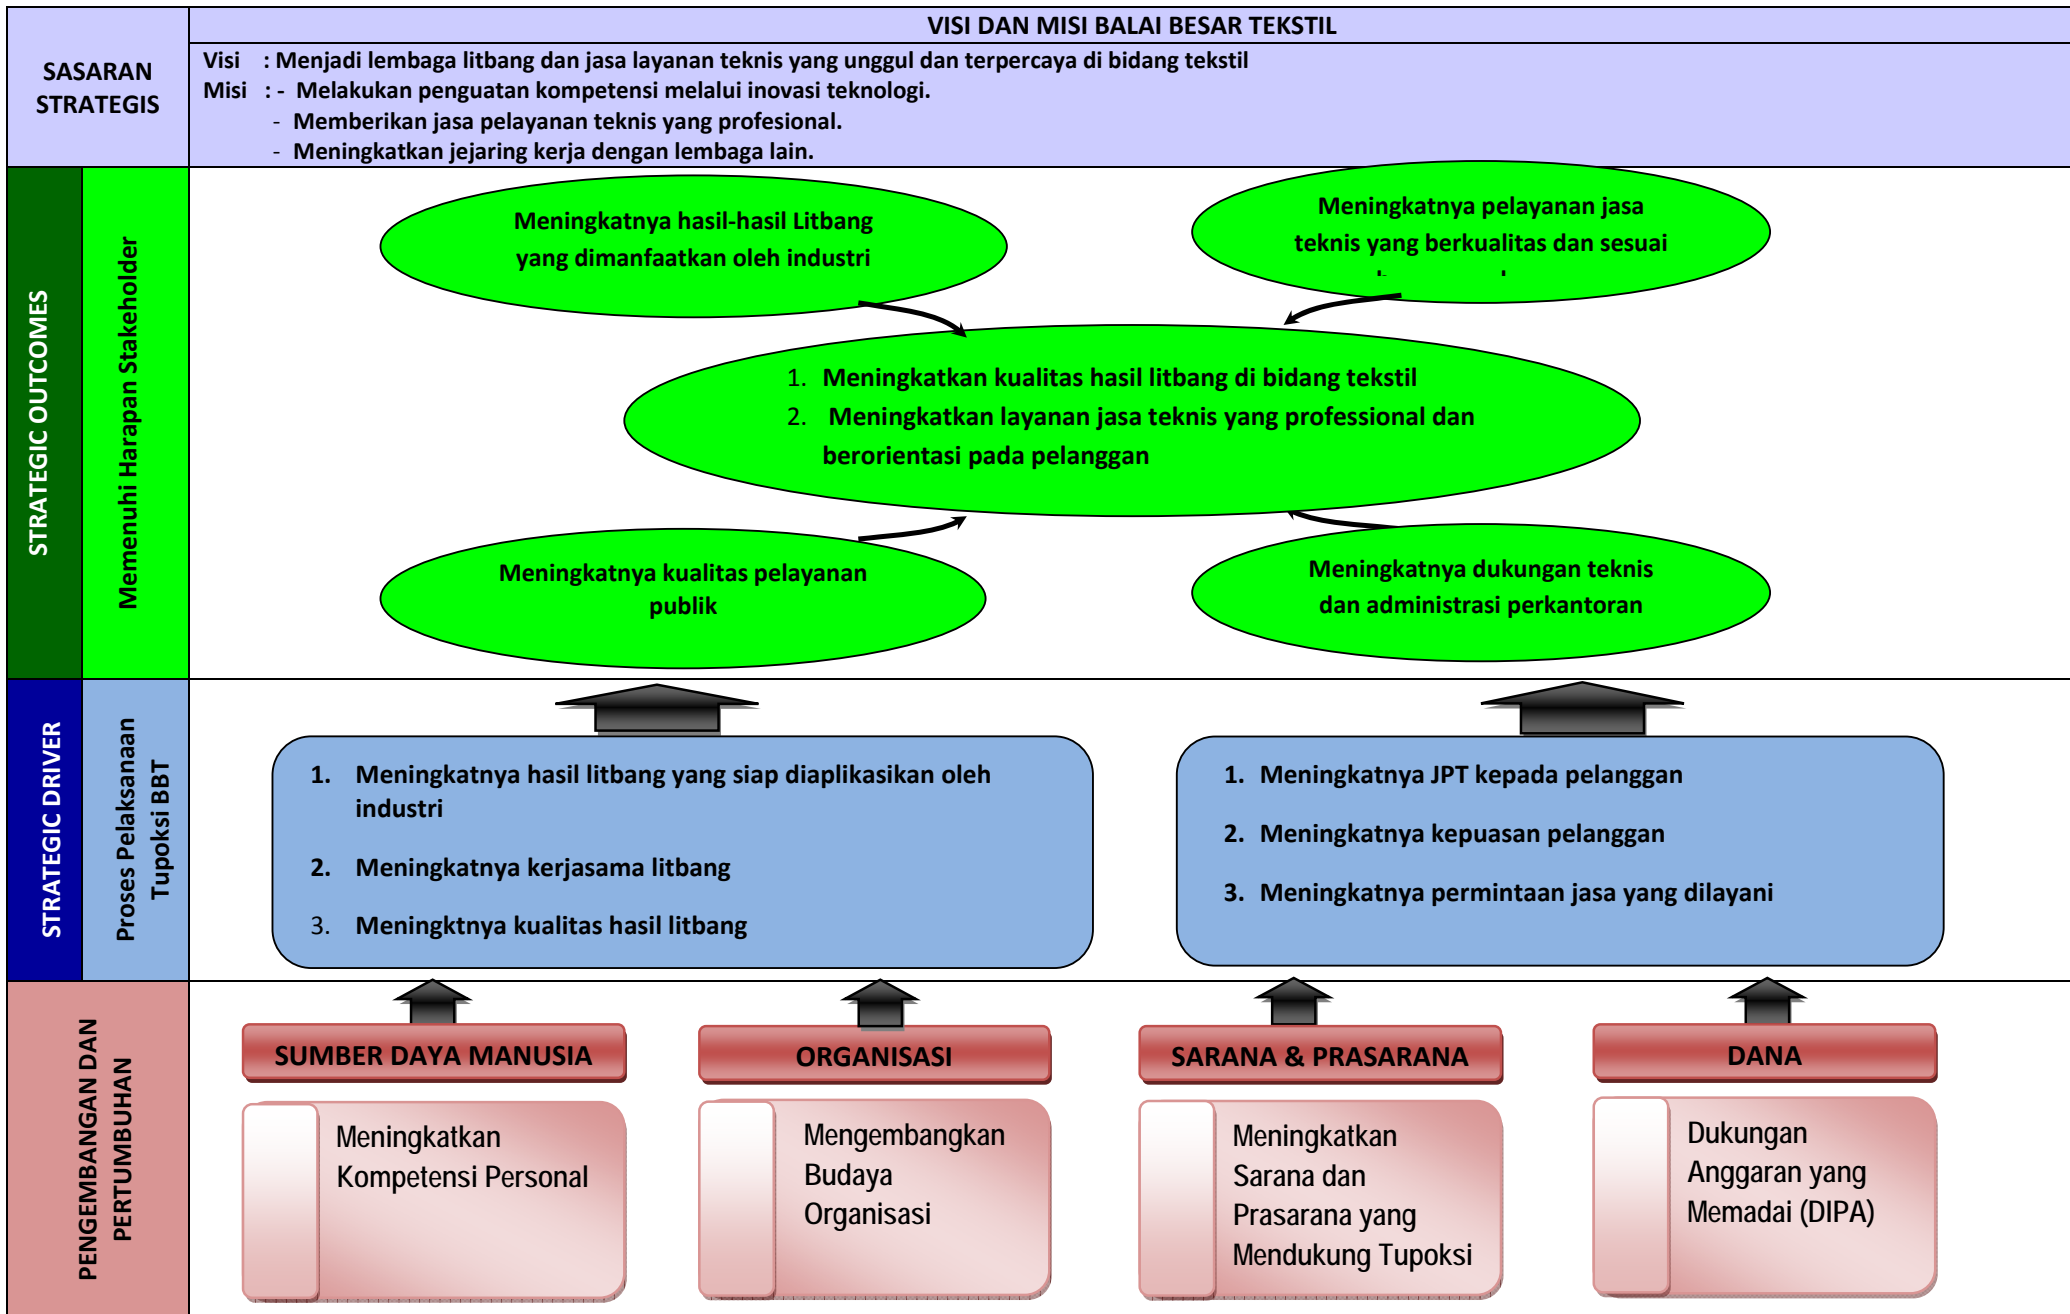 VISI DAN MISI BALAI BESAR TEKSTIL
SASARAN
STRATEGIS
Visi : Menjadi lembaga litbang dan jasa layanan teknis yang unggul dan terpercaya di bidang tekstil
Misi : - Melakukan penguatan kompetensi melalui inovasi teknologi.
- Memberikan jasa pelayanan teknis yang profesional.
- Meningkatkan jejaring kerja dengan lembaga lain.
STRATEGIC OUTCOMES
Memenuhi Harapan Stakeholder
Meningkatnya hasil-hasil Litbang
yang dimanfaatkan oleh industri
Meningkatnya pelayanan jasa
teknis yang berkualitas dan sesuai
1. Meningkatkan kualitas hasil litbang di bidang tekstil
2. Meningkatkan layanan jasa teknis yang professional dan
berorientasi pada pelanggan
Meningkatnya kualitas pelayanan
publik
Meningkatnya dukungan teknis
dan administrasi perkantoran
STRATEGIC DRIVER
Proses Pelaksanaan
Tupoksi BBT
1. Meningkatnya hasil litbang yang siap diaplikasikan oleh
industri
2. Meningkatnya kerjasama litbang
3. Meningktnya kualitas hasil litbang
1. Meningkatnya JPT kepada pelanggan
2. Meningkatnya kepuasan pelanggan
3. Meningkatnya permintaan jasa yang dilayani
PENGEMBANGAN DAN
PERTUMBUHAN
SUMBER DAYA MANUSIA
Meningkatkan
Kompetensi Personal
ORGANISASI
Mengembangkan
Budaya
Organisasi
SARANA & PRASARANA
Meningkatkan
Sarana dan
Prasarana yang
Mendukung Tupoksi
DANA
Dukungan
Anggaran yang
Memadai (DIPA)